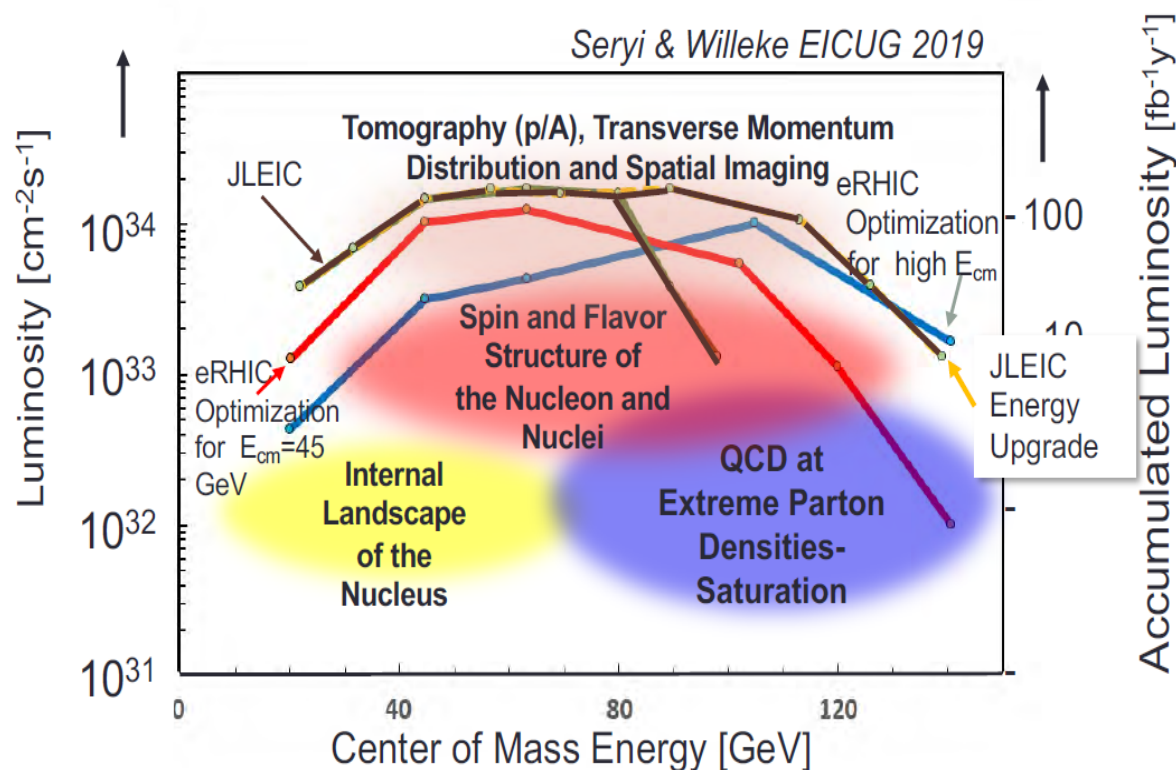 Seryi & Willeke EICUG 2019
Luminosity [cm-2s-1]
Accumulated Luminosity [fb-1y-1]
Tomography (p/A), Transverse Momentum
Distribution and Spatial Imaging
JLEIC
eRHIC
Optimization
for high Ecm
1034
1033
1032
1031
100
10
Spin and Flavor
Structure of
the Nucleon and
Nuclei
eRHIC
Optimization
for Ecm=45
GeV
JLEIC
Energy
Upgrade
Internal
Landscape
of the
Nucleus
QCD at
Extreme Parton
Densities-
Saturation
0
40
80
120
Center of Mass Energy [GeV]